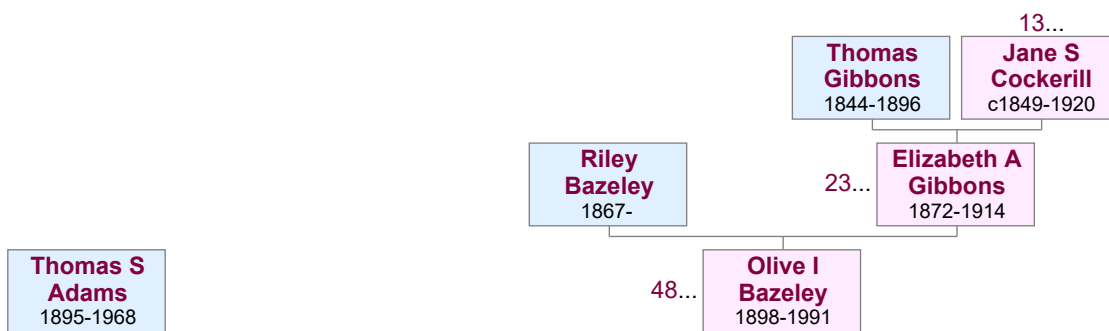 13...
Thomas
Gibbons
1844-1896
Jane S
Cockerill
c1849-1920
Riley
Bazeley
1867-
23...
Elizabeth A
Gibbons
1872-1914
Thomas S
Adams
1895-1968
48...
Olive I
Bazeley
1898-1991